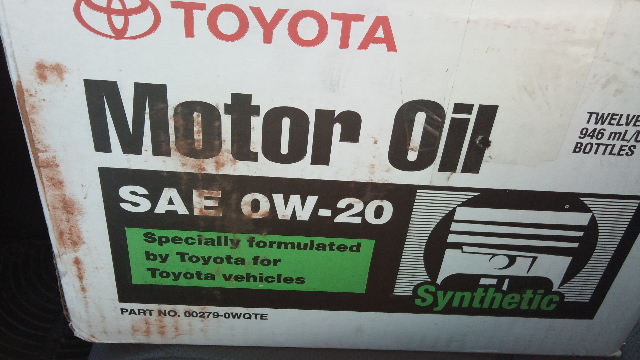 TOYOTA
Motor Oil
TWELVE
946 mL/
BOTTLES
SAE 0W-20
Specially formulated
by Toyota for
Toyota vehicles
Synthetic
PART NO. 00279-0WQTE